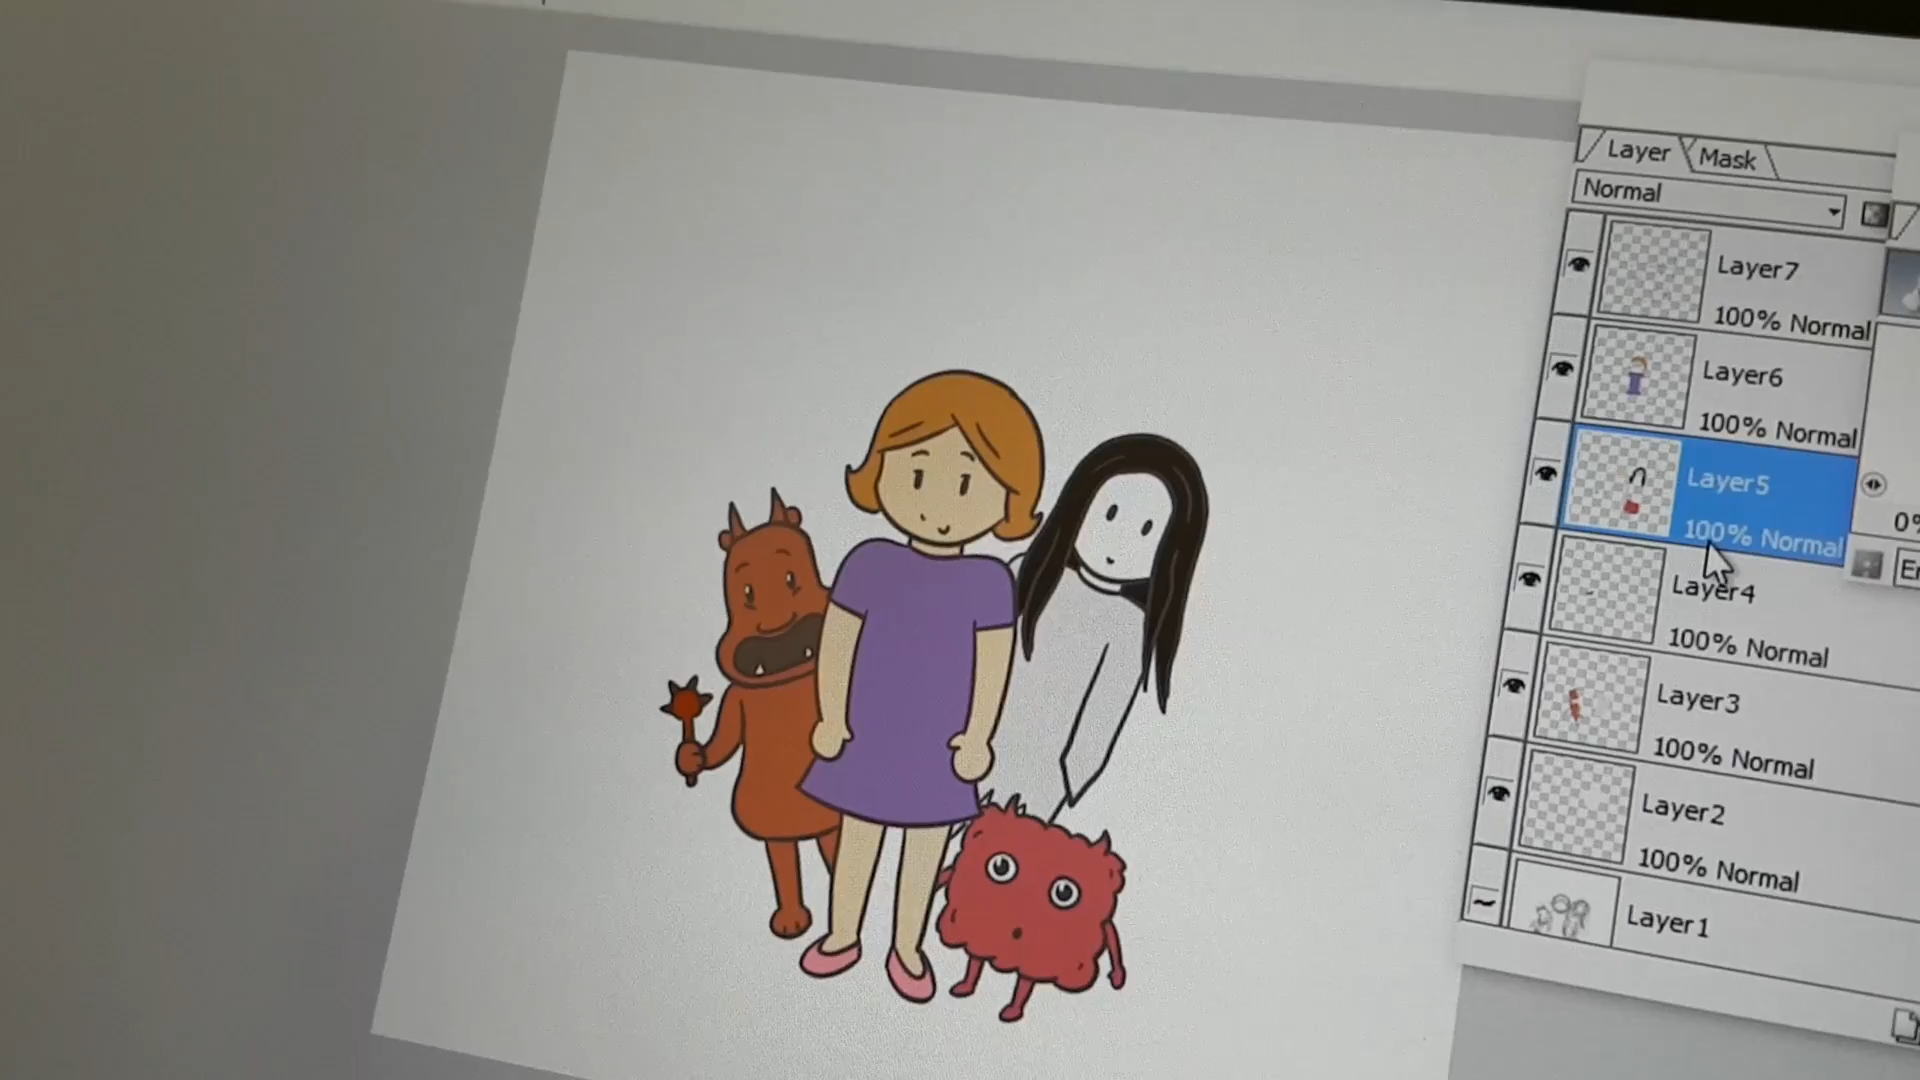 Layer Mask
Normal
Layer7
100% Normal
Layer6
100% Normal
Layer5
100% Normal
0%
Layer4
100% Normal
Layer3
100% Normal
Layer2
100% Normal
Layer1